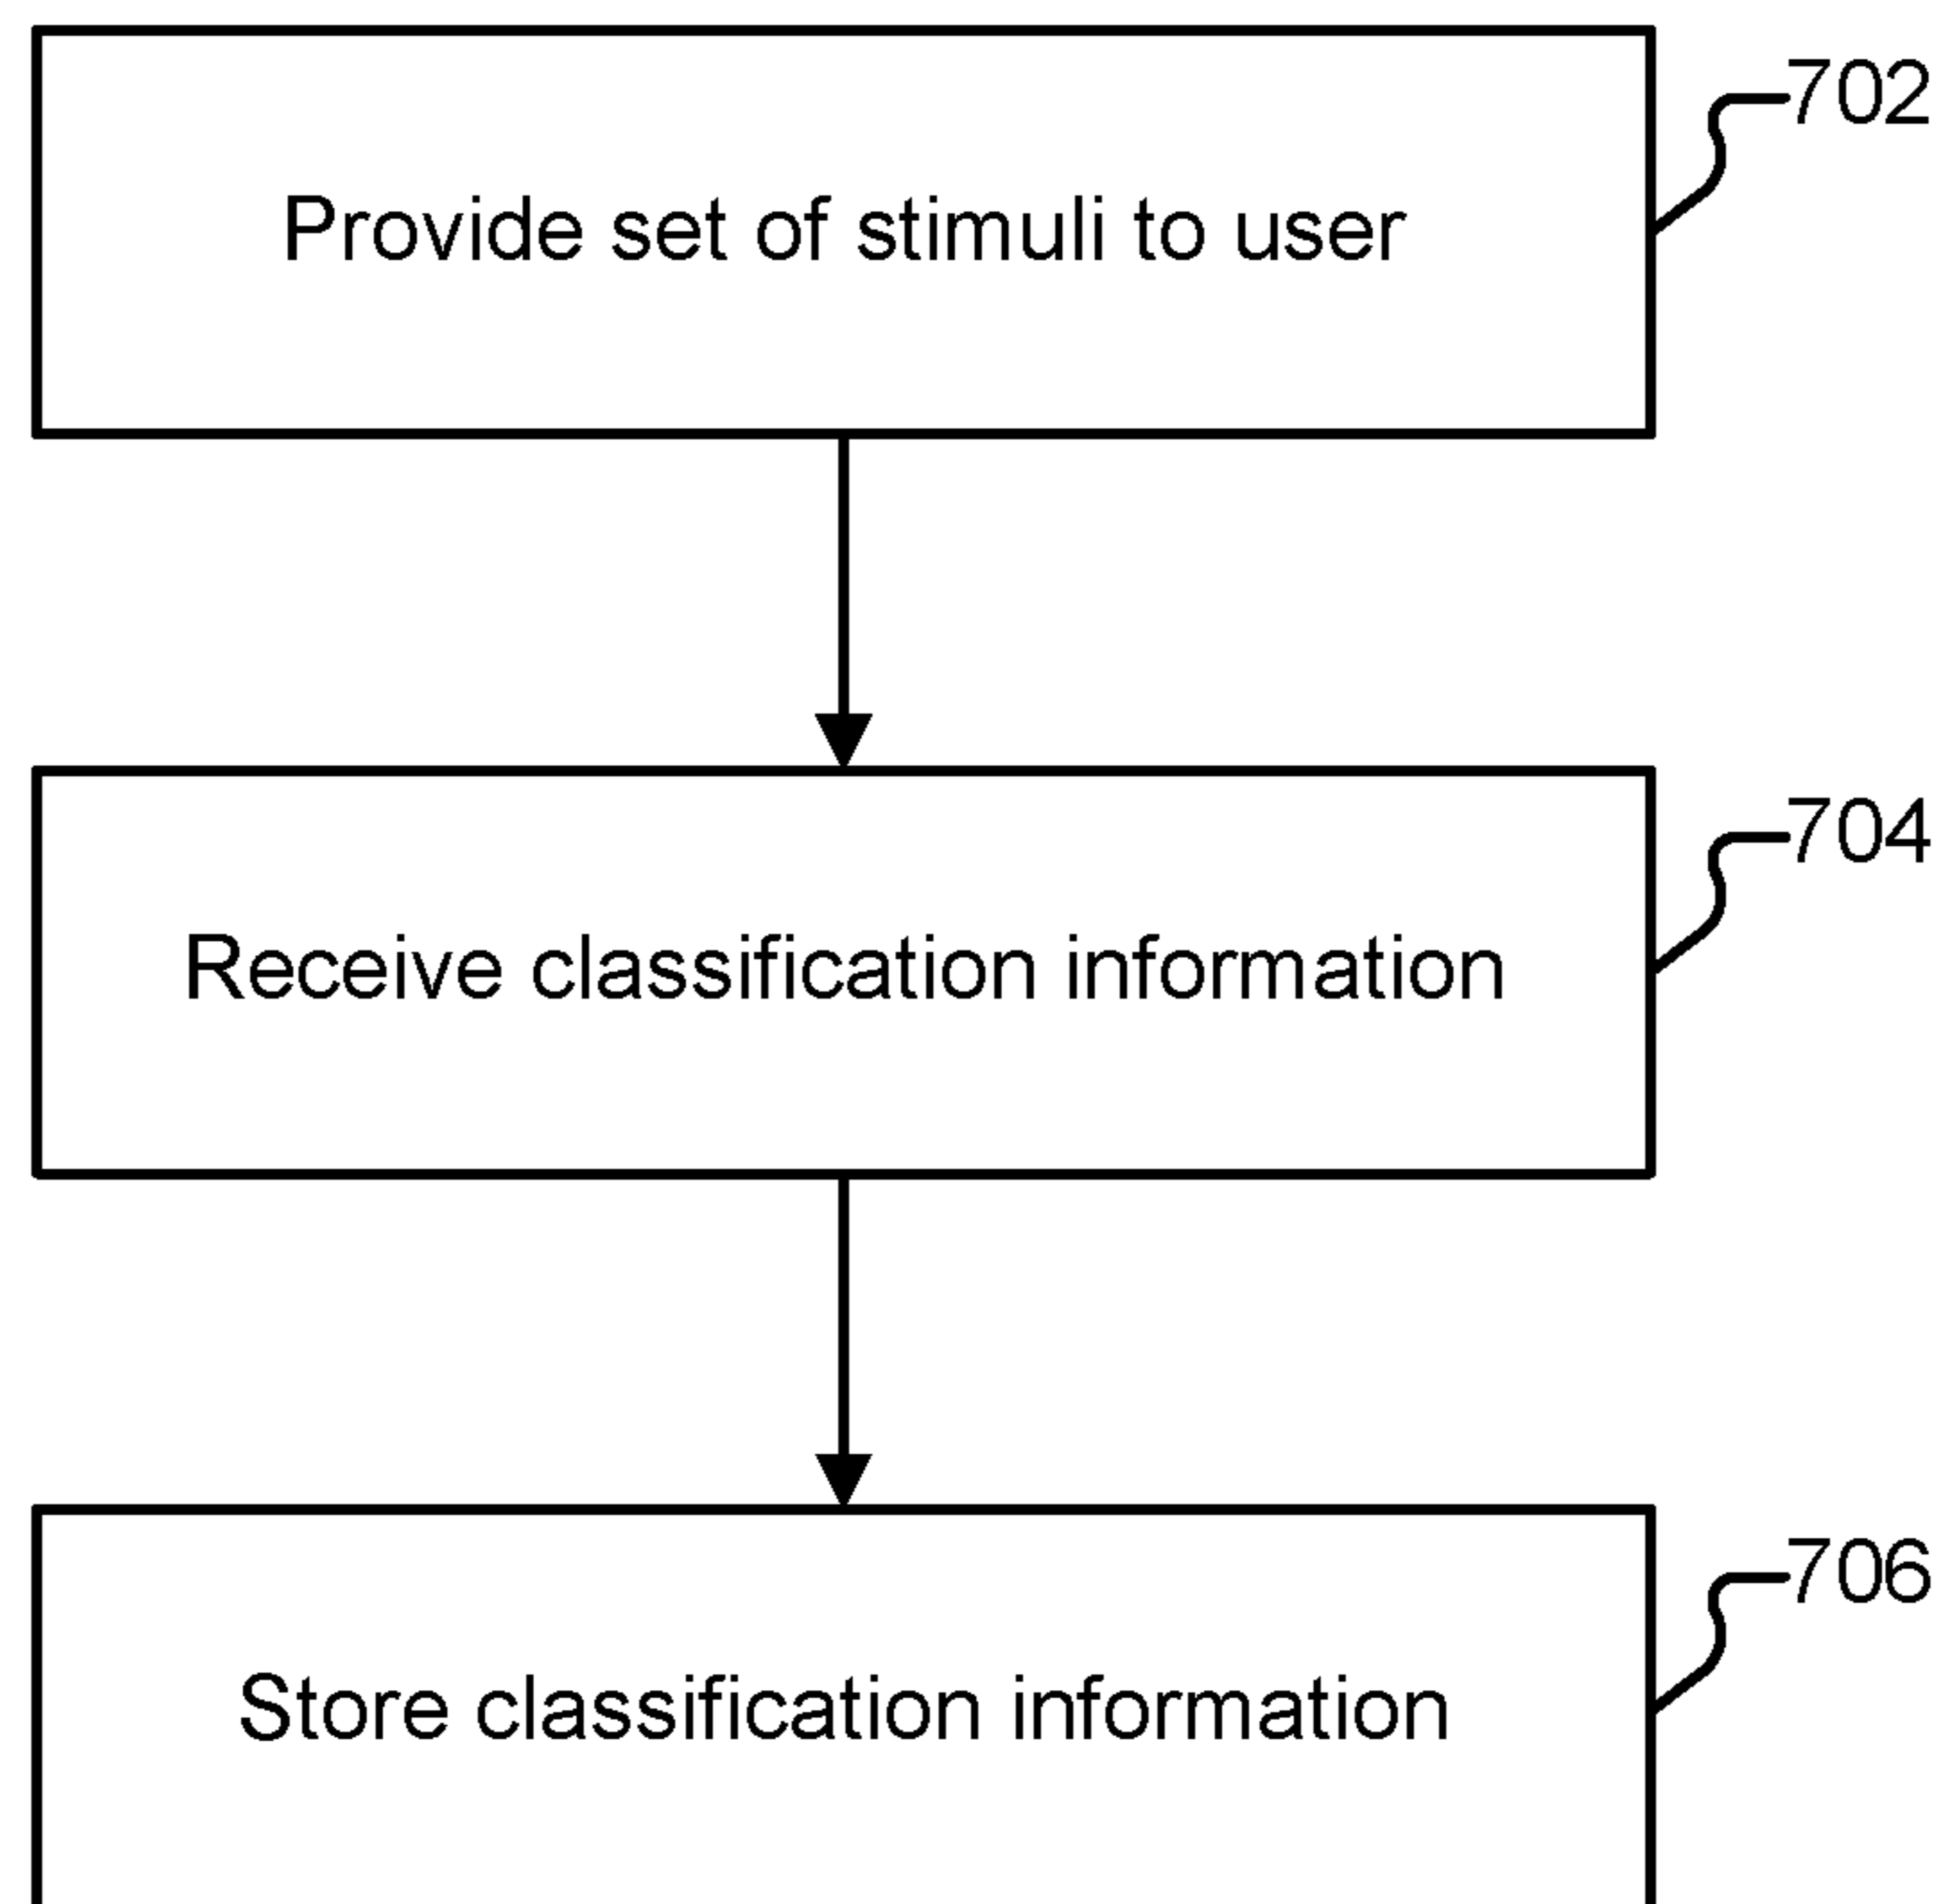 702
Provide set of stimuli to user
704
Receive classification information
706
Store classification information